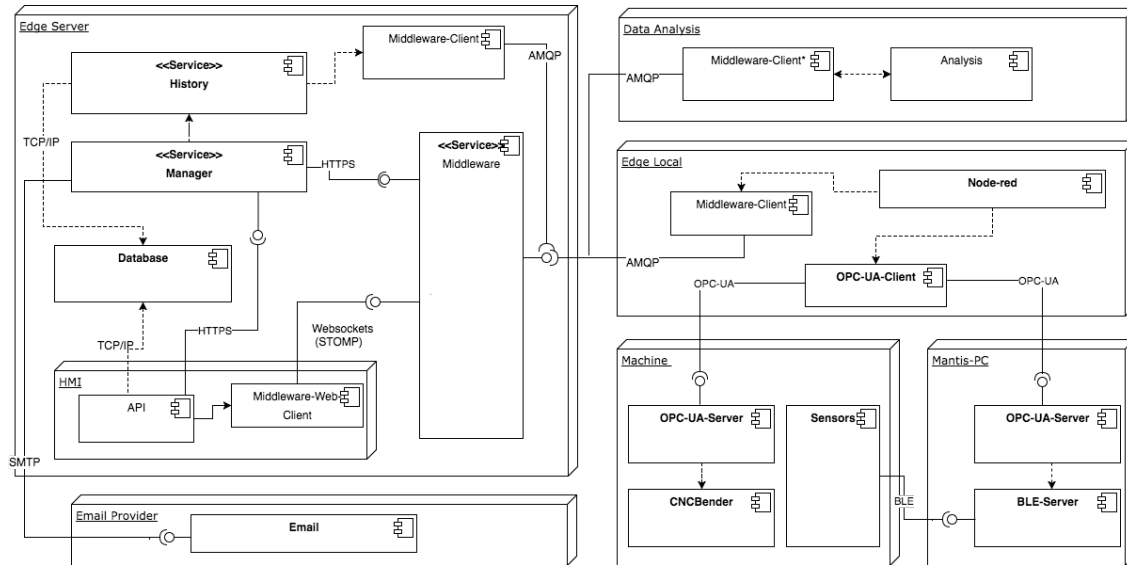 Edge Server
Middleware-Client
AMQP
<<Service>>
History
TCP/IP
<<Service>>
Manager
HTTPS
<<Service>>
Middleware
Database
HTTPS
TCP/IP
Websockets
(STOMP)
HMI
API
Middleware-Web-
Client
SMTP
Email Provider
Email
Data Analysis
AMQP
Middleware-Client*
Analysis
Edge Local
Node-red
Middleware-Client
AMQP
OPC-UA-Client
OPC-UA
OPC-UA
Machine
OPC-UA-Server
Sensors
CNCBender
BLE
Mantis-PC
OPC-UA-Server
BLE-Server